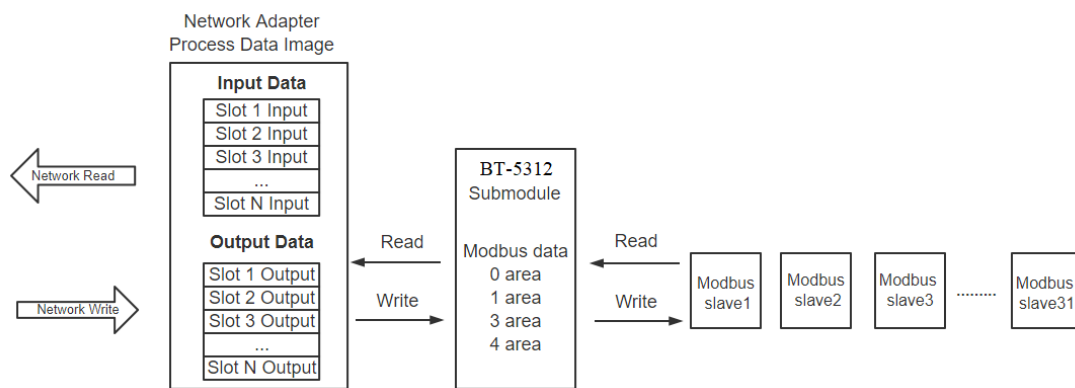 Network Adapter
Process Data Image
Input Data
Slot 1 Input
Slot 2 Input
Slot 3 Input
...
Slot N Input
Network Read
Output Data
Slot 1 Output
Slot 2 Output
Slot 3 Output
...
Slot N Output
Network Write
Read
Write
BT-5312
Submodule
Modbus data
0 area
1 area
3 area
4 area
Read
Write
Modbus
slave1
Modbus
slave2
Modbus
slave3
.........
Modbus
slave31